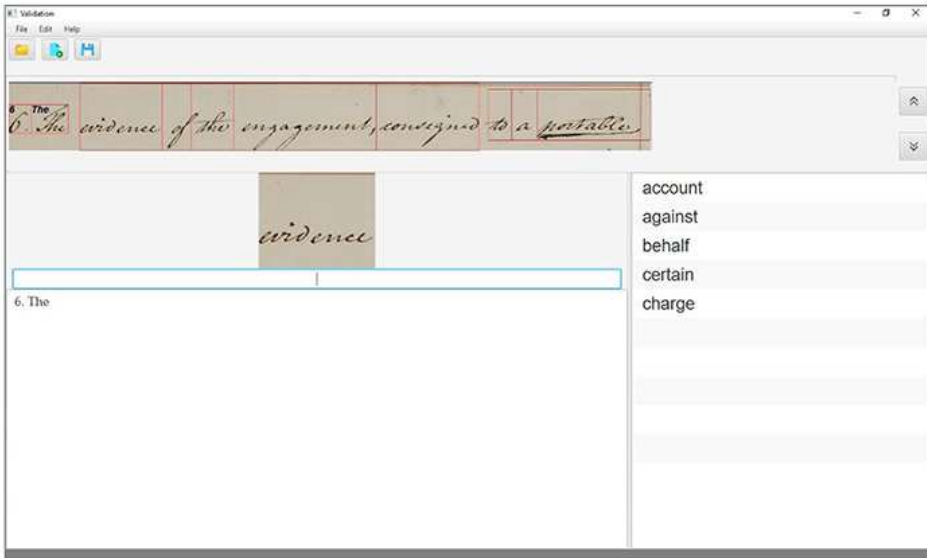 Validation
File Edit Help
6 The
6. The evidence of the engagement, consigned to a portable
evidence
6. The
account
against
behalf
certain
charge